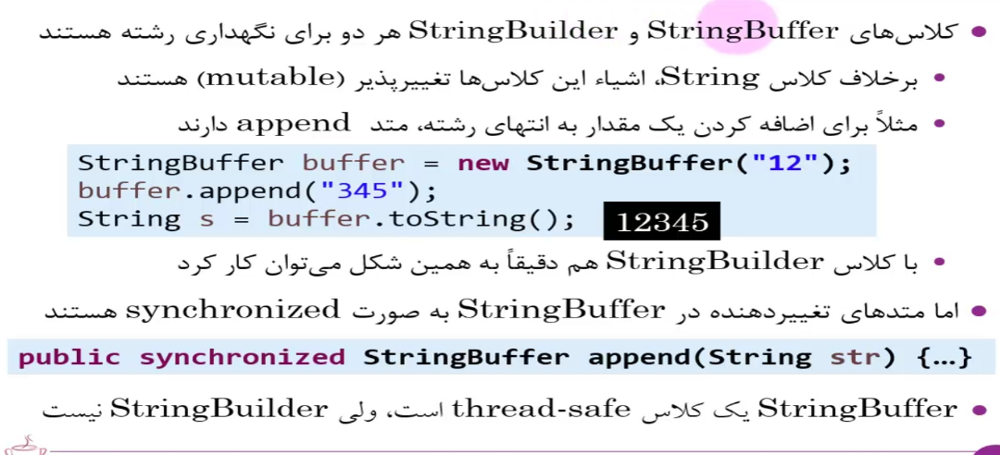 کلاس‌های StringBuffer و StringBuilder هر دو برای نگهداری رشته هستند
برخلاف کلاس String، اشیاء این کلاس‌ها تغییرپذیر (mutable) هستند
مثلاً برای اضافه کردن یک مقدار به انتهای رشته، متد append دارند
StringBuffer buffer = new StringBuffer("12");
buffer.append("345");
String s = buffer.toString(); 12345
با کلاس StringBuilder هم دقیقاً به همین شکل می‌توان کار کرد
اما متدهای تغییردهنده در StringBuffer به صورت synchronized هستند
public synchronized StringBuffer append(String str) {…}
StringBuffer یک کلاس thread-safe است، ولی StringBuilder نیست